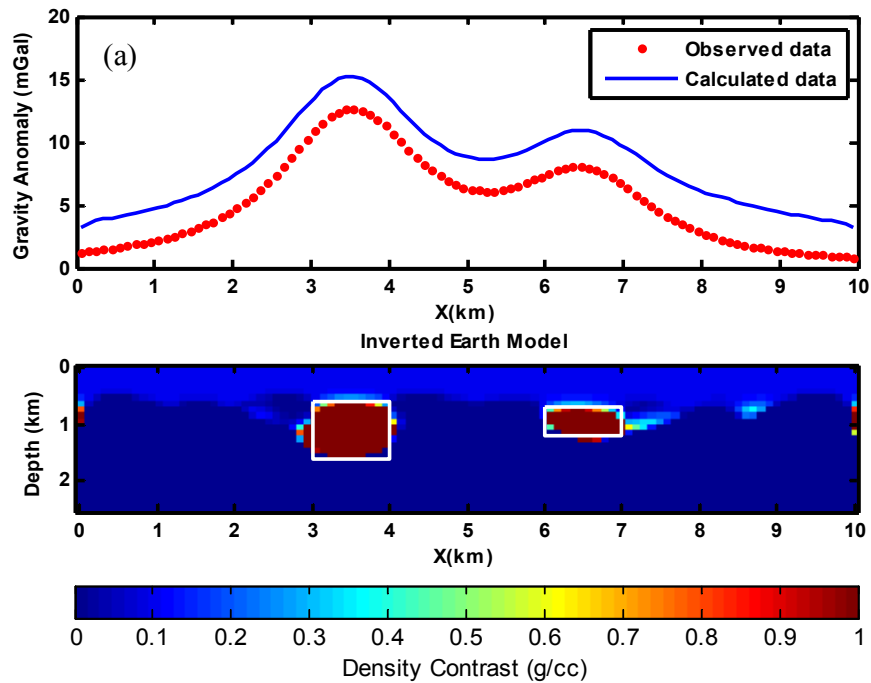 20
15
10
5
0
Gravity Anomaly (mGal)
(a)
Observed data
Calculated data
0 1 2 3 4 5 6 7 8 9 10
X(km)
Inverted Earth Model
0
1
2
Depth (km)
0 1 2 3 4 5 6 7 8 9 10
X(km)
0 0.1 0.2 0.3 0.4 0.5 0.6 0.7 0.8 0.9 1
Density Contrast (g/cc)